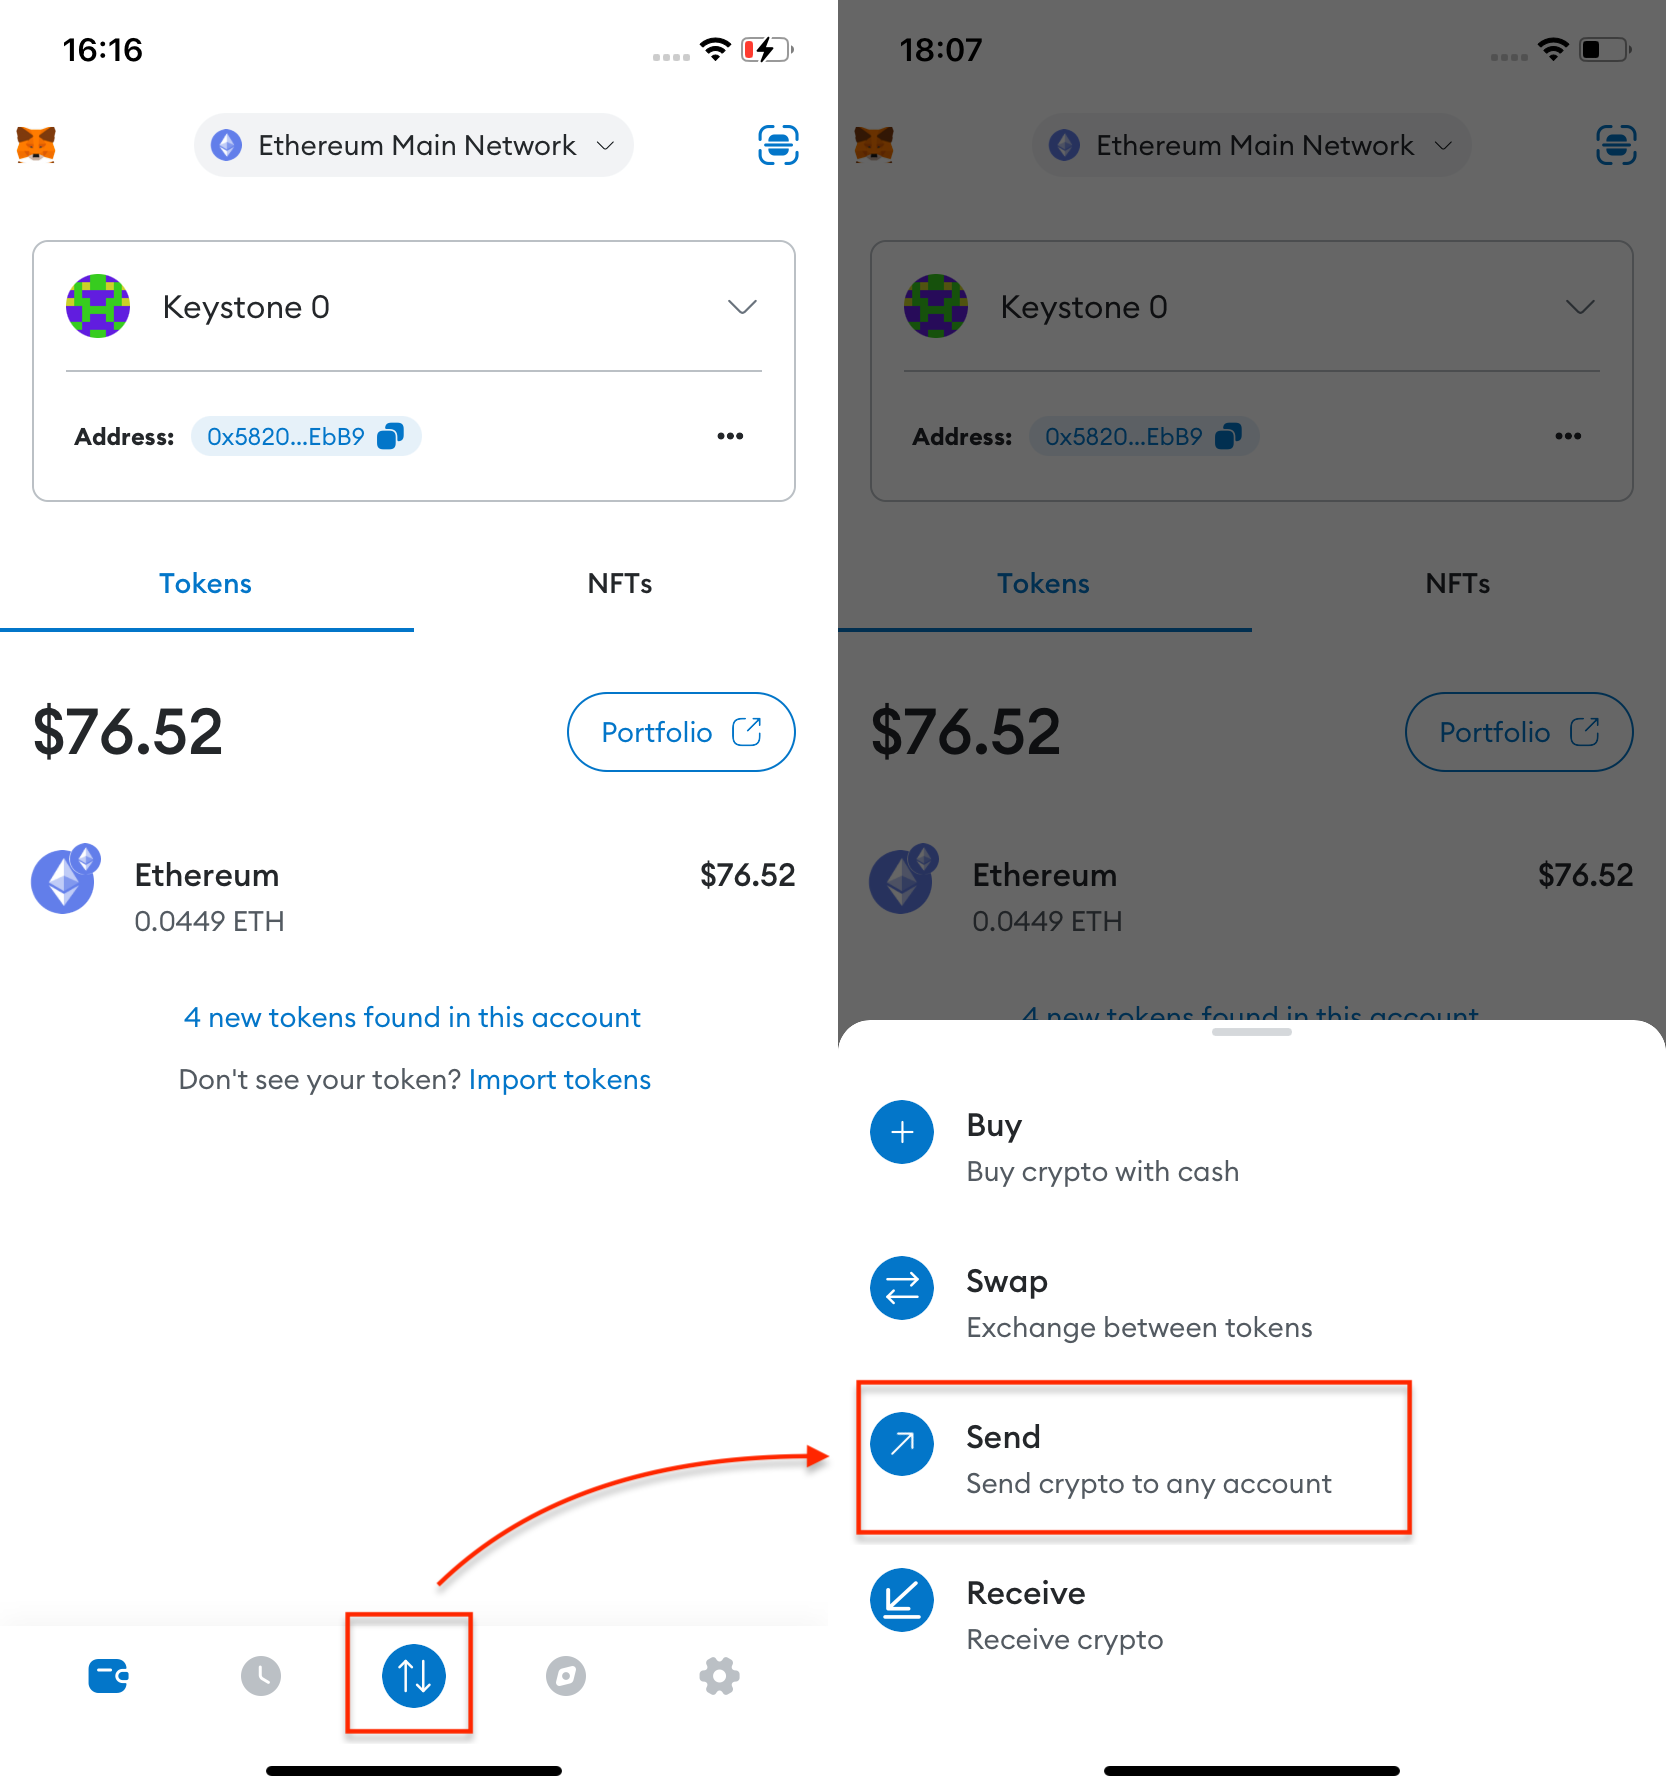 16:16
Ethereum Main Network
Keystone 0
Address: 0x5820...EbB9
Tokens NFTs
$76.52 Portfolio
Ethereum $76.52
0.0449 ETH
4 new tokens found in this account
Don't see your token? Import tokens
18:07
Ethereum Main Network
Keystone 0
Address: 0x5820...EbB9
Tokens NFTs
$76.52 Portfolio
Ethereum $76.52
0.0449 ETH
4 new tokens found in this account
Buy
Buy crypto with cash
Swap
Exchange between tokens
Send
Send crypto to any account
Receive
Receive crypto